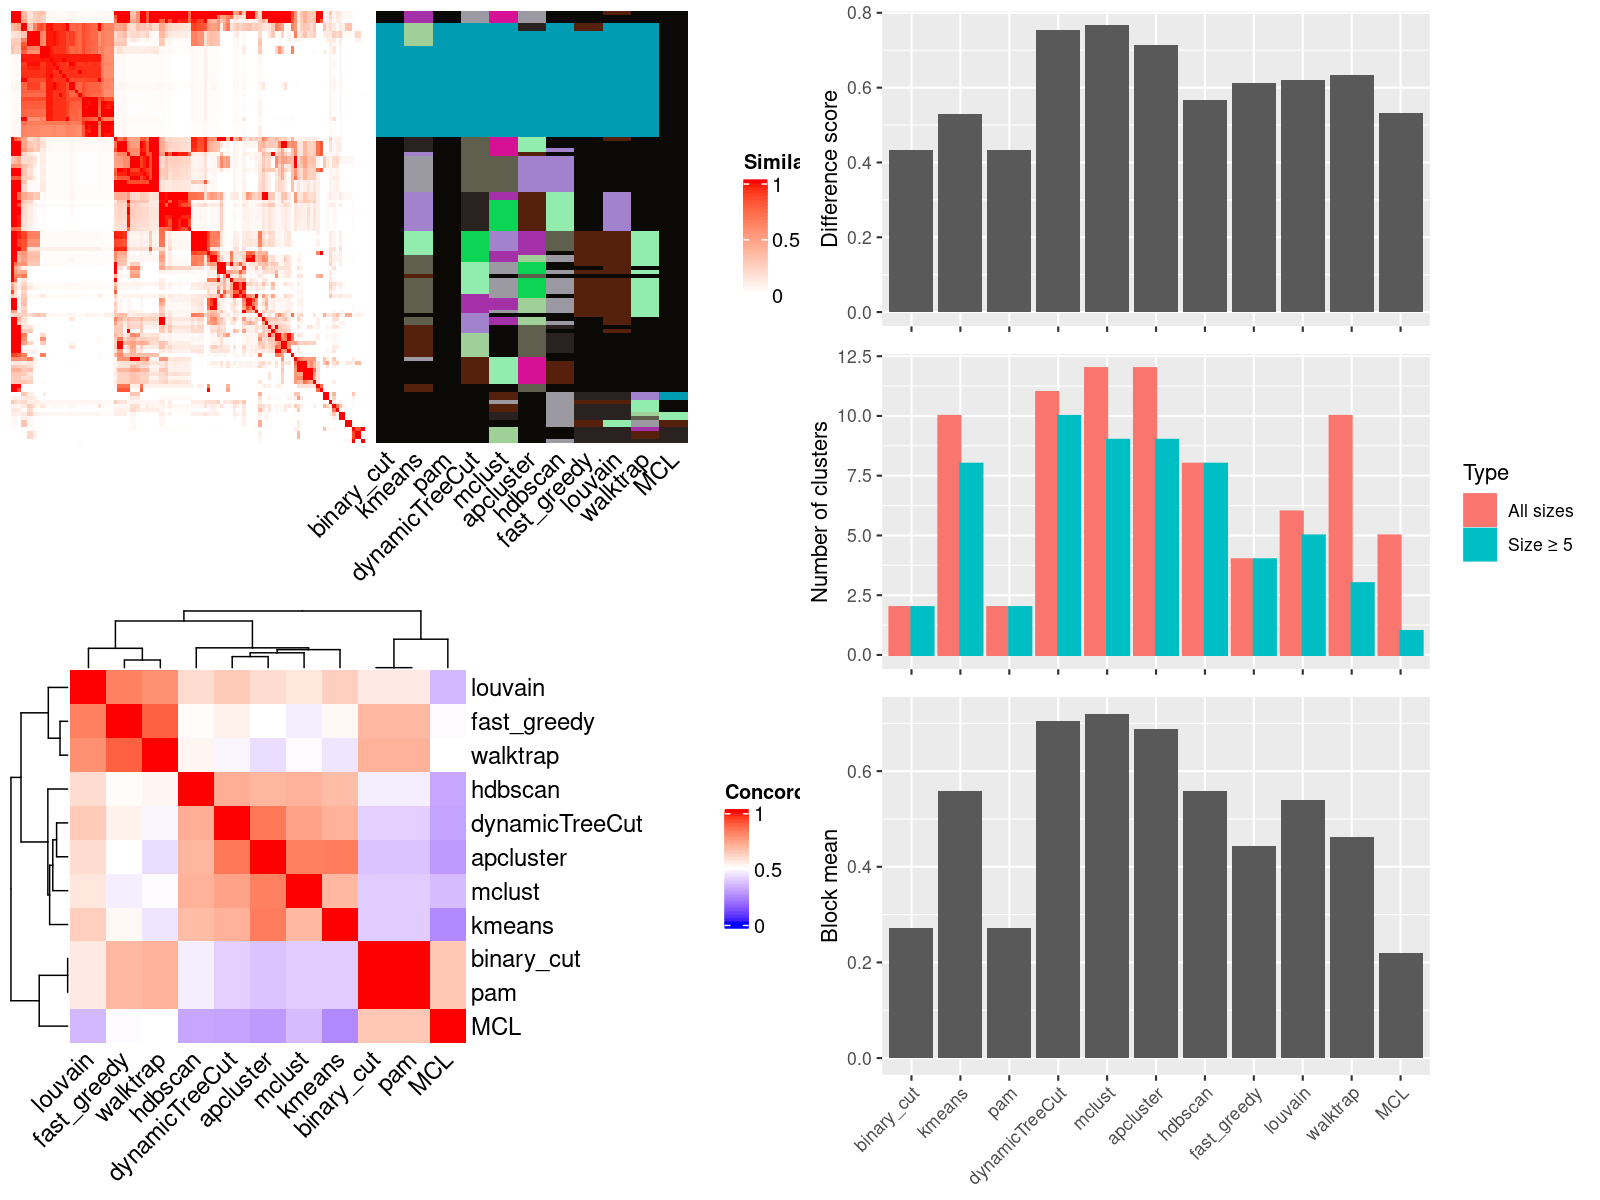 Simila
1
0.5
0
binary_cut
kmeans
pam
dynamicTreeCut
mclust
apcluster
hdbscan
fast_greedy
louvain
walktrap
MCL
louvain
fast_greedy
walktrap
hdbscan
dynamicTreeCut
apcluster
mclust
kmeans
binary_cut
pam
MCL
louvain
fast_greedy
walktrap
hdbscan
dynamicTreeCut
apcluster
mclust
kmeans
binary_cut
pam
MCL
Concord
1
0.5
0
Difference score
0.8
0.6
0.4
0.2
0.0
Number of clusters
12.5
10.0
7.5
5.0
2.5
0.0
Type
All sizes
Size ≥ 5
Block mean
0.6
0.4
0.2
0.0
binary_cut
kmeans
pam
dynamicTreeCut
mclust
apcluster
hdbscan
fast_greedy
louvain
walktrap
MCL